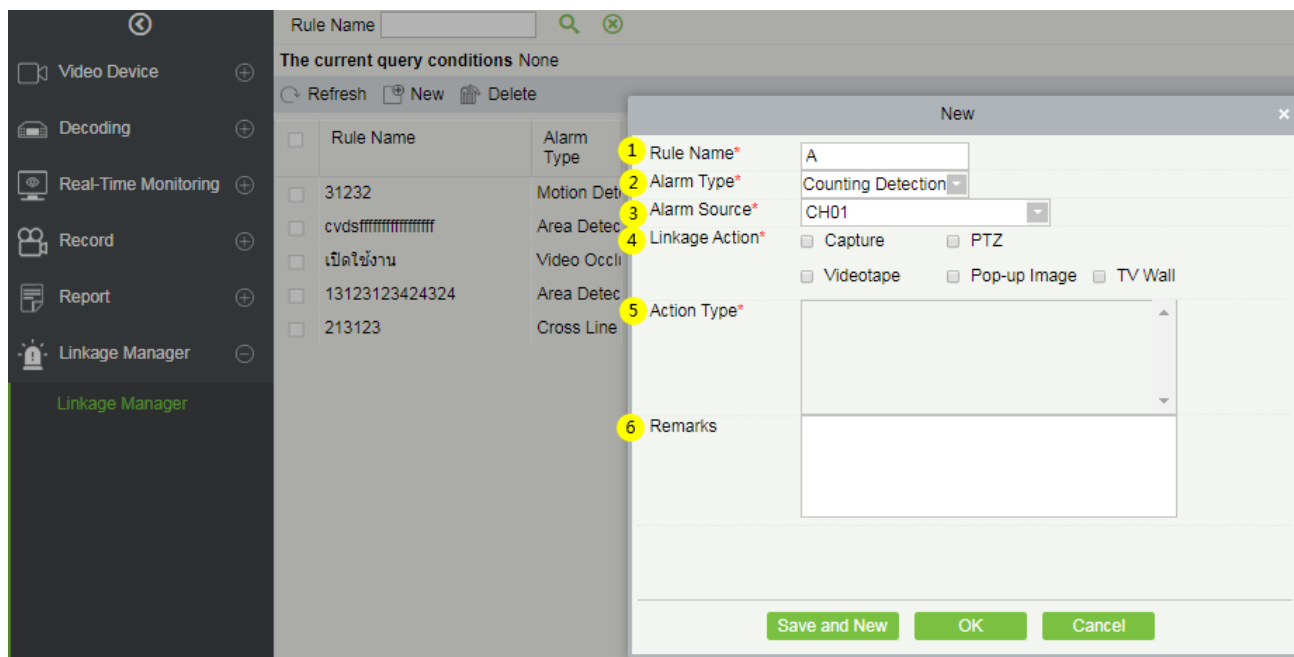 Rule Name
The current query conditions None
Refresh New Delete
Video Device
Decoding
Real-Time Monitoring
Record
Report
Linkage Manager
Linkage Manager
Rule Name Alarm Type
31232 Motion Det
cvdsfffffffffffffffff Area Detec
เปิดใช้งาน Video Occl
13123123424324 Area Detec
213123 Cross Line
New
1 Rule Name* A
2 Alarm Type* Counting Detection
3 Alarm Source* CH01
4 Linkage Action* Capture PTZ
Videotape Pop-up Image TV Wall
5 Action Type*
6 Remarks
Save and New OK Cancel